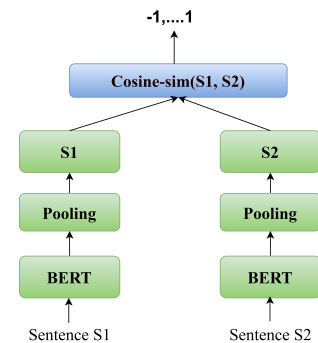 -1,....1
Cosine-sim(S1, S2)
S1
S2
Pooling
Pooling
BERT
BERT
Sentence S1
Sentence S2